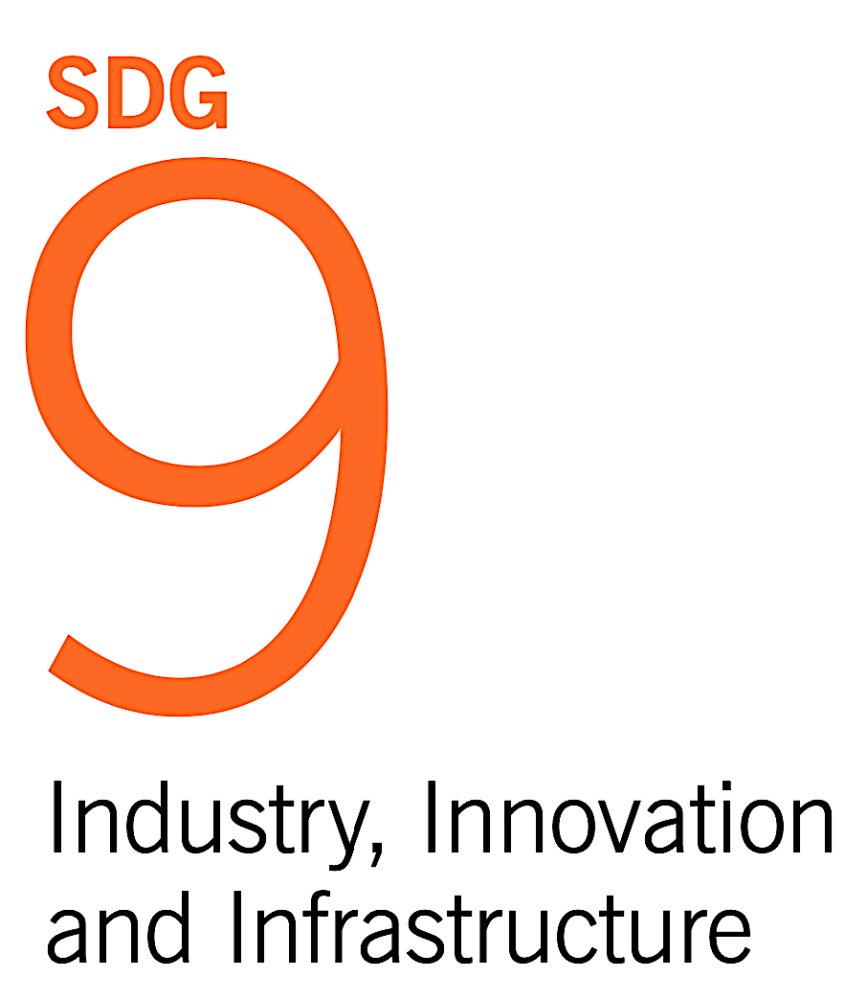 SDG
9
Industry, Innovation
and Infrastructure